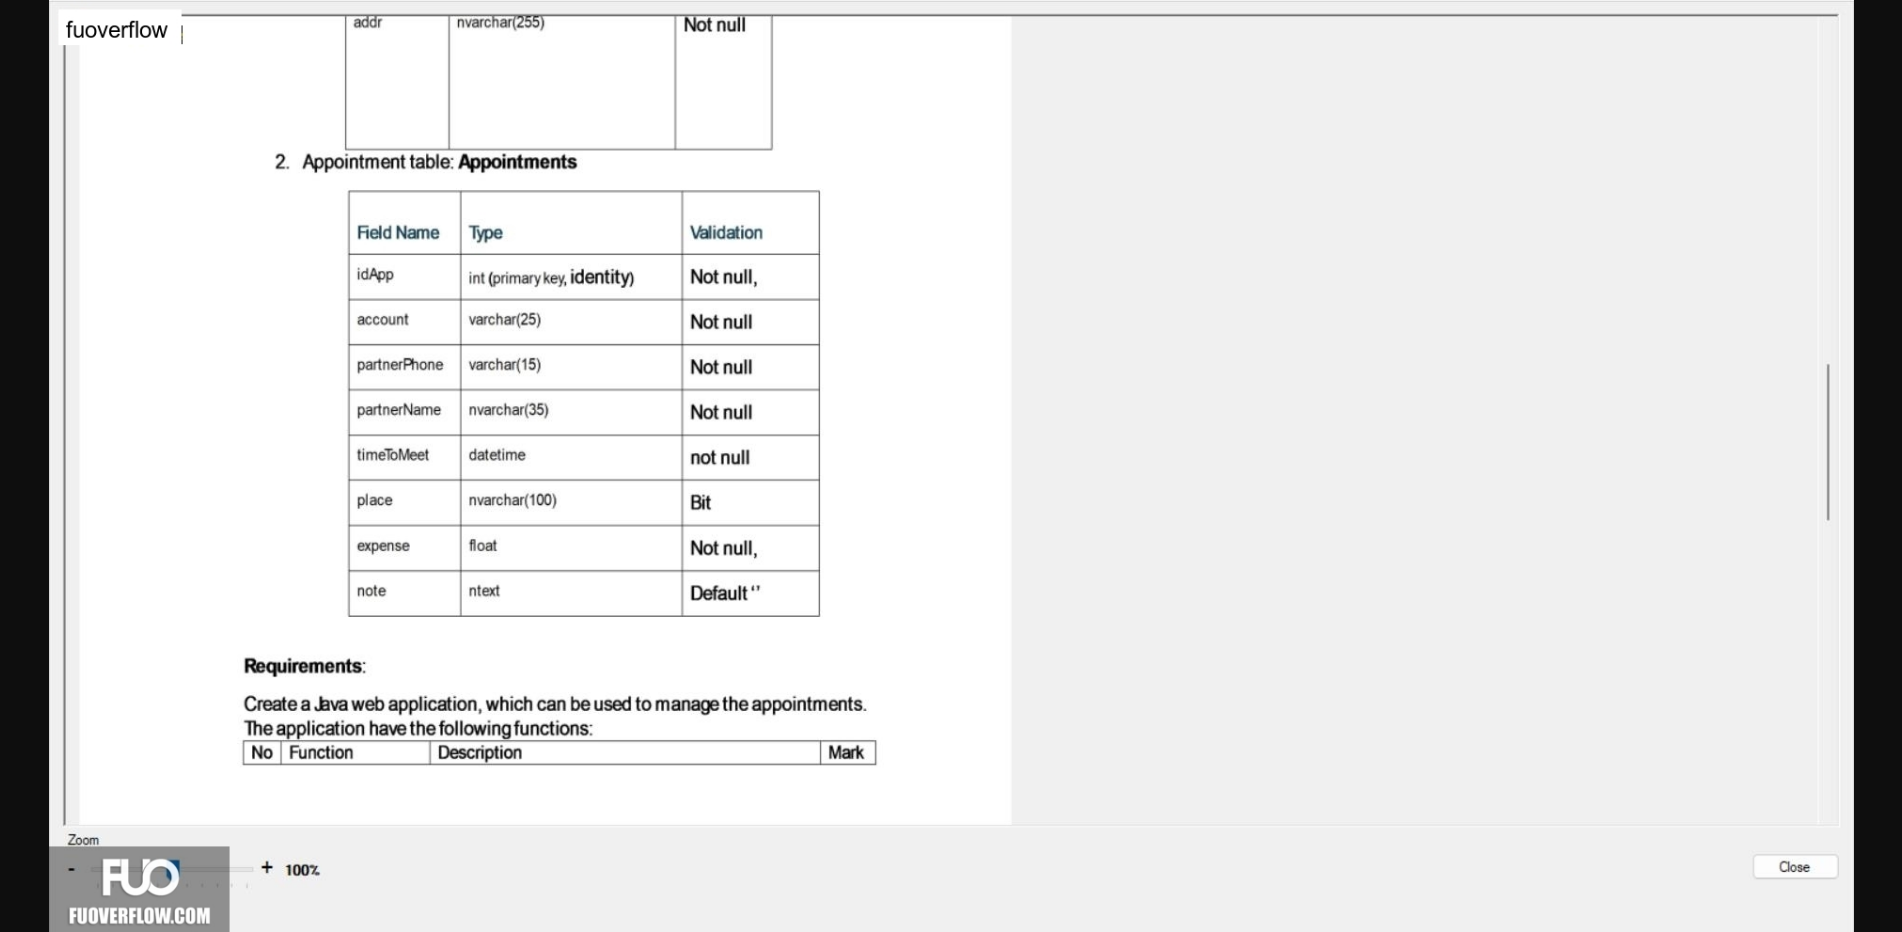 fuoverflow
addr nvarchar(255) Not null
2. Appointment table: Appointments
Field Name Type Validation
idApp int (primary key, identity) Not null,
account varchar(25) Not null
partnerPhone varchar(15) Not null
partnerName nvarchar(35) Not null
timeToMeet datetime not null
place nvarchar(100) Bit
expense float Not null,
note ntext Default ‘’
Requirements:
Create a Java web application, which can be used to manage the appointments.
The application have the following functions:
No Function Description Mark
Zoom
- + 100%
Close
FUO
FUOVERFLOW.COM